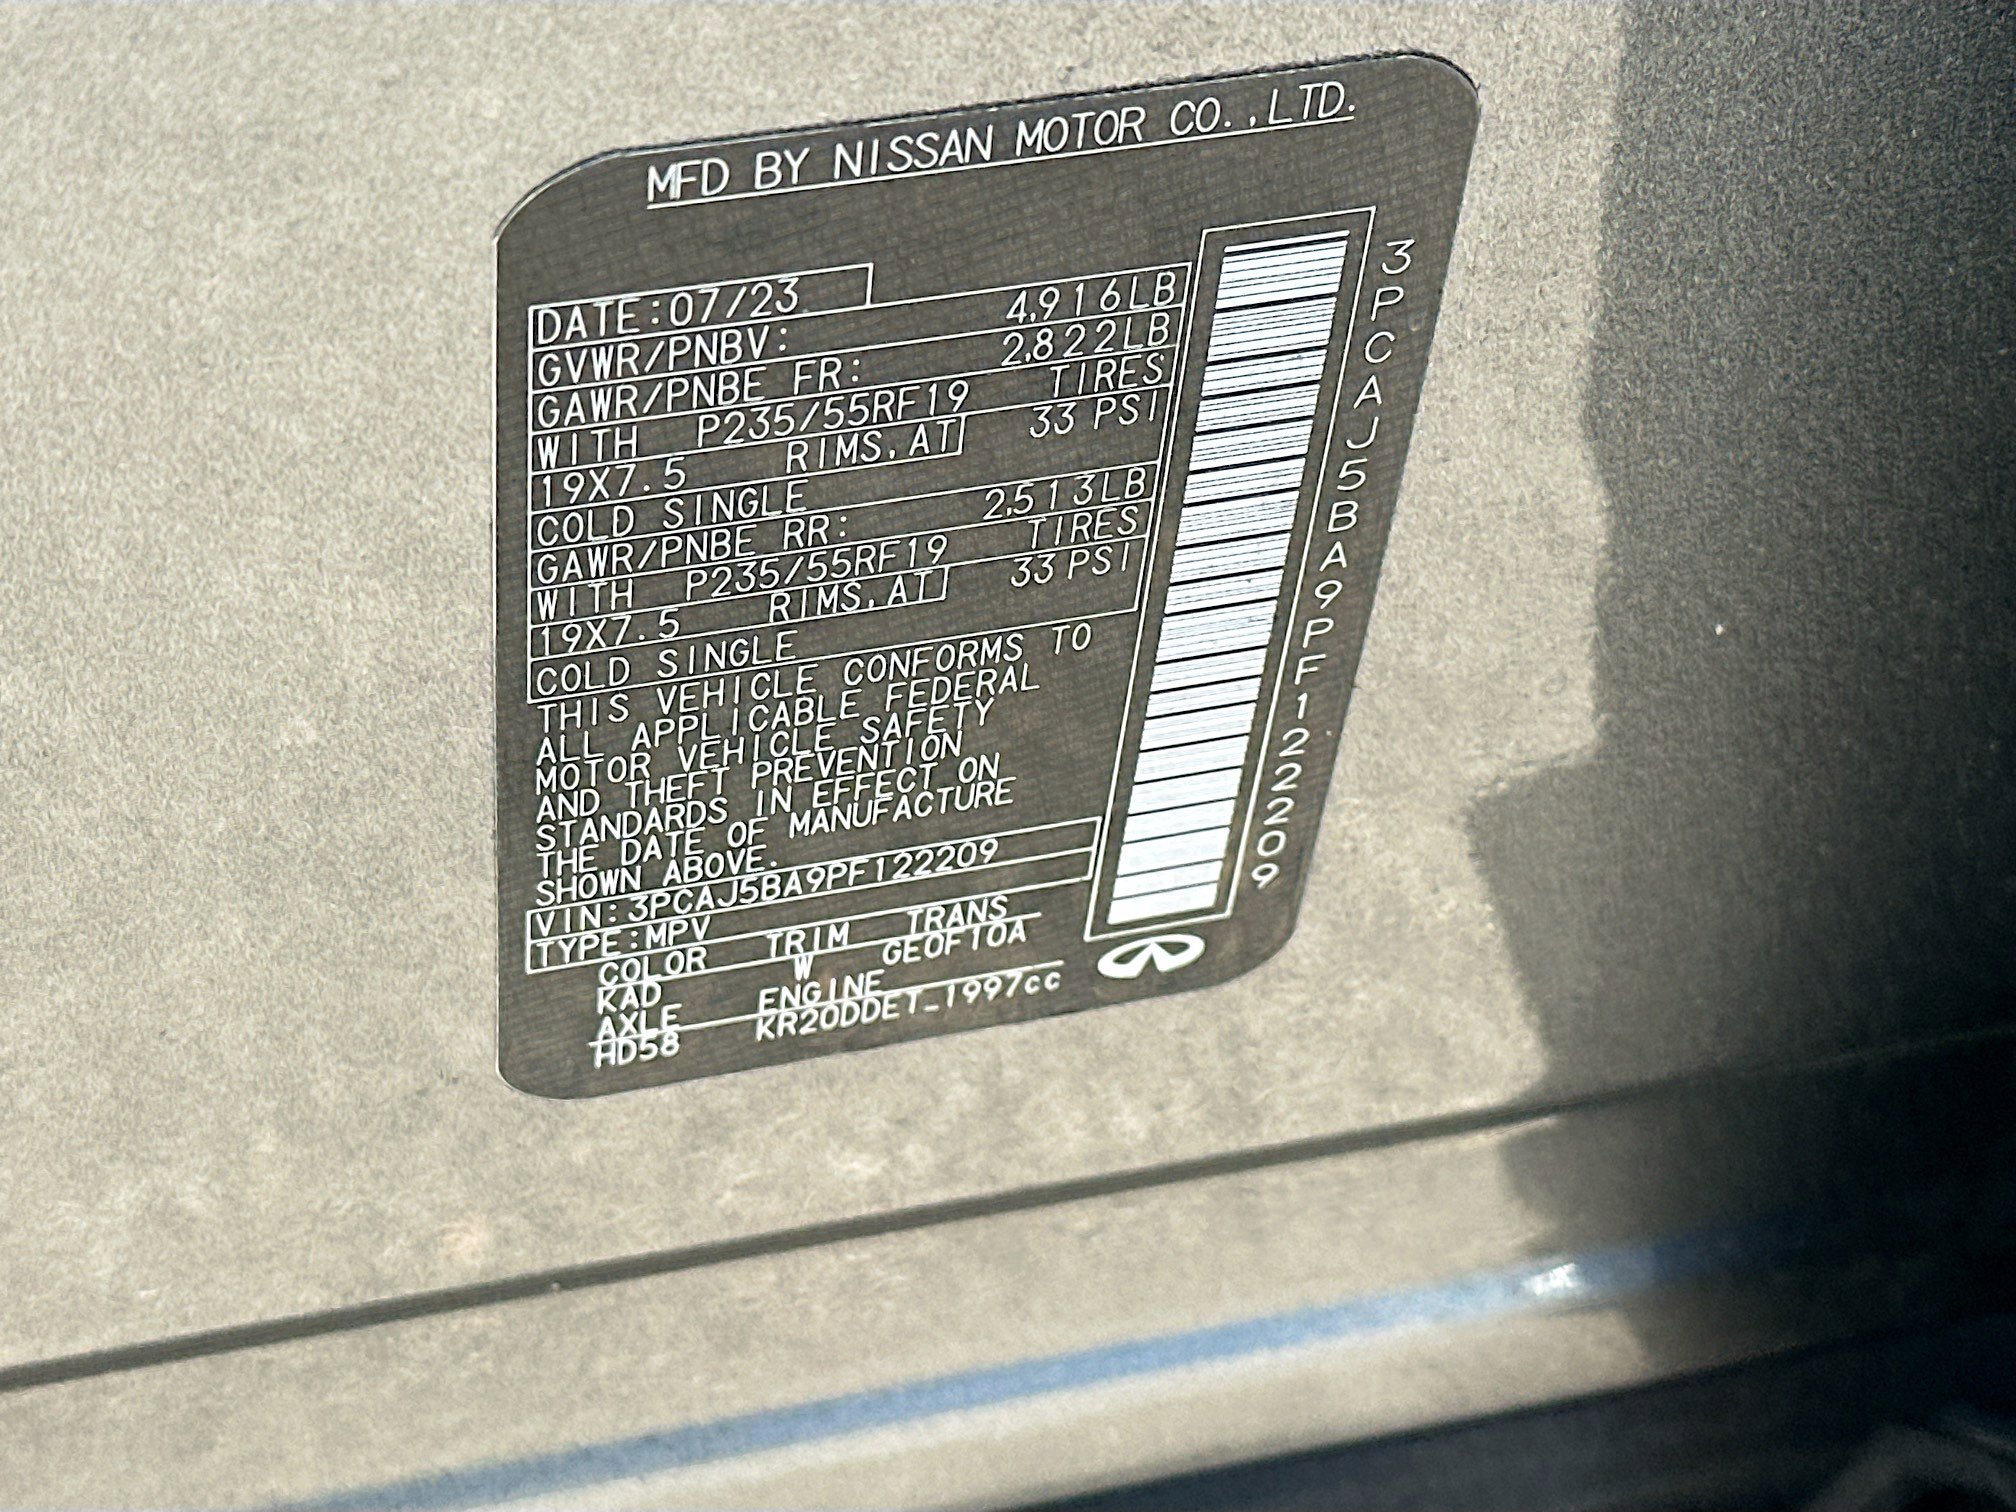 MFD BY NISSAN MOTOR CO.,LTD.
DATE:07/23
GVWR/PNBV: 4,916LB
GAWR/PNBE FR: 2,822LB
WITH P235/55RF19 TIRES
19X7.5 RIMS,AT 33 PSI
COLD SINGLE
GAWR/PNBE RR: 2,513LB
WITH P235/55RF19 TIRES
19X7.5 RIMS,AT 33 PSI
COLD SINGLE
THIS VEHICLE CONFORMS TO
ALL APPLICABLE FEDERAL
MOTOR VEHICLE SAFETY
AND THEFT PREVENTION
STANDARDS IN EFFECT ON
THE DATE OF MANUFACTURE
SHOWN ABOVE.
VIN:3PCAJ5BA9PF122209
TYPE:MPV
COLOR TRIM TRANS
KAD W GE0F10A
AXLE ENGINE
HD58 KR20DDET_1997cc
3PCAJ5BA9PF122209